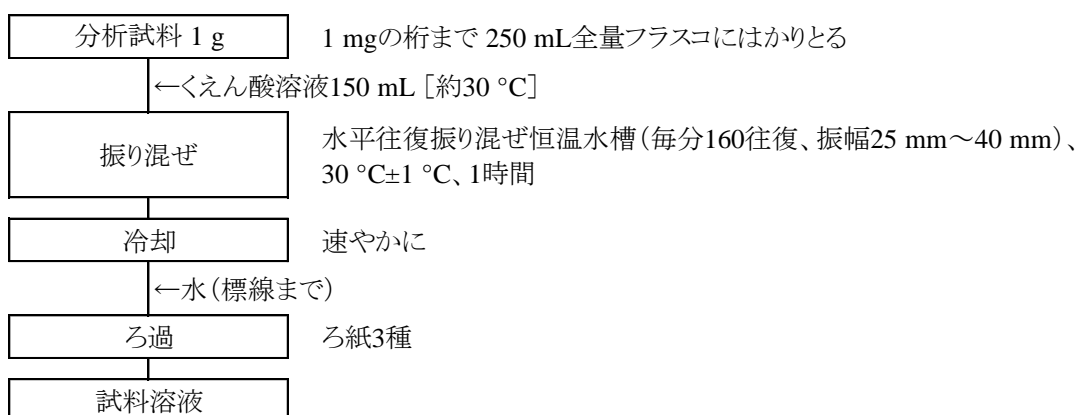 分析試料 1 g
1 mgの桁まで 250 mL全量フラスコにはかりとる
←くえん酸溶液150 mL [約30 °C]
振り混ぜ
水平往復振り混ぜ恒温水槽（毎分160往復、振幅25 mm～40 mm）、
30 °C±1 °C、1時間
冷却
速やかに
←水（標線まで）
ろ過
ろ紙3種
試料溶液